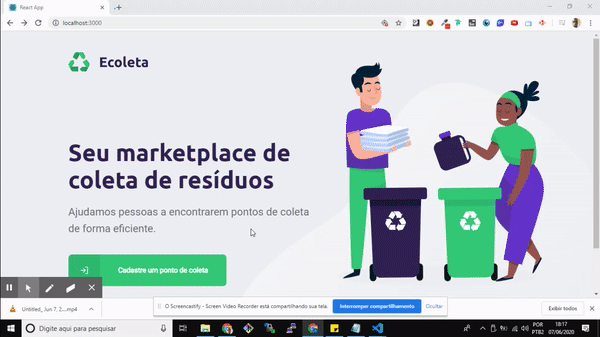 React App
localhost:3000
Ecoleta
Seu marketplace de
coleta de resíduos
Ajudamos pessoas a encontrarem pontos de coleta
de forma eficiente.
Cadastre um ponto de coleta
Untitled_ Jun 7, 2....mp4
O Screencastify - Screen Video Recorder está compartilhando sua tela.
Interromper compartilhamento
Ocultar
Exibir todos
Digite aqui para pesquisar
POR
PTB2
18:17
07/06/2020